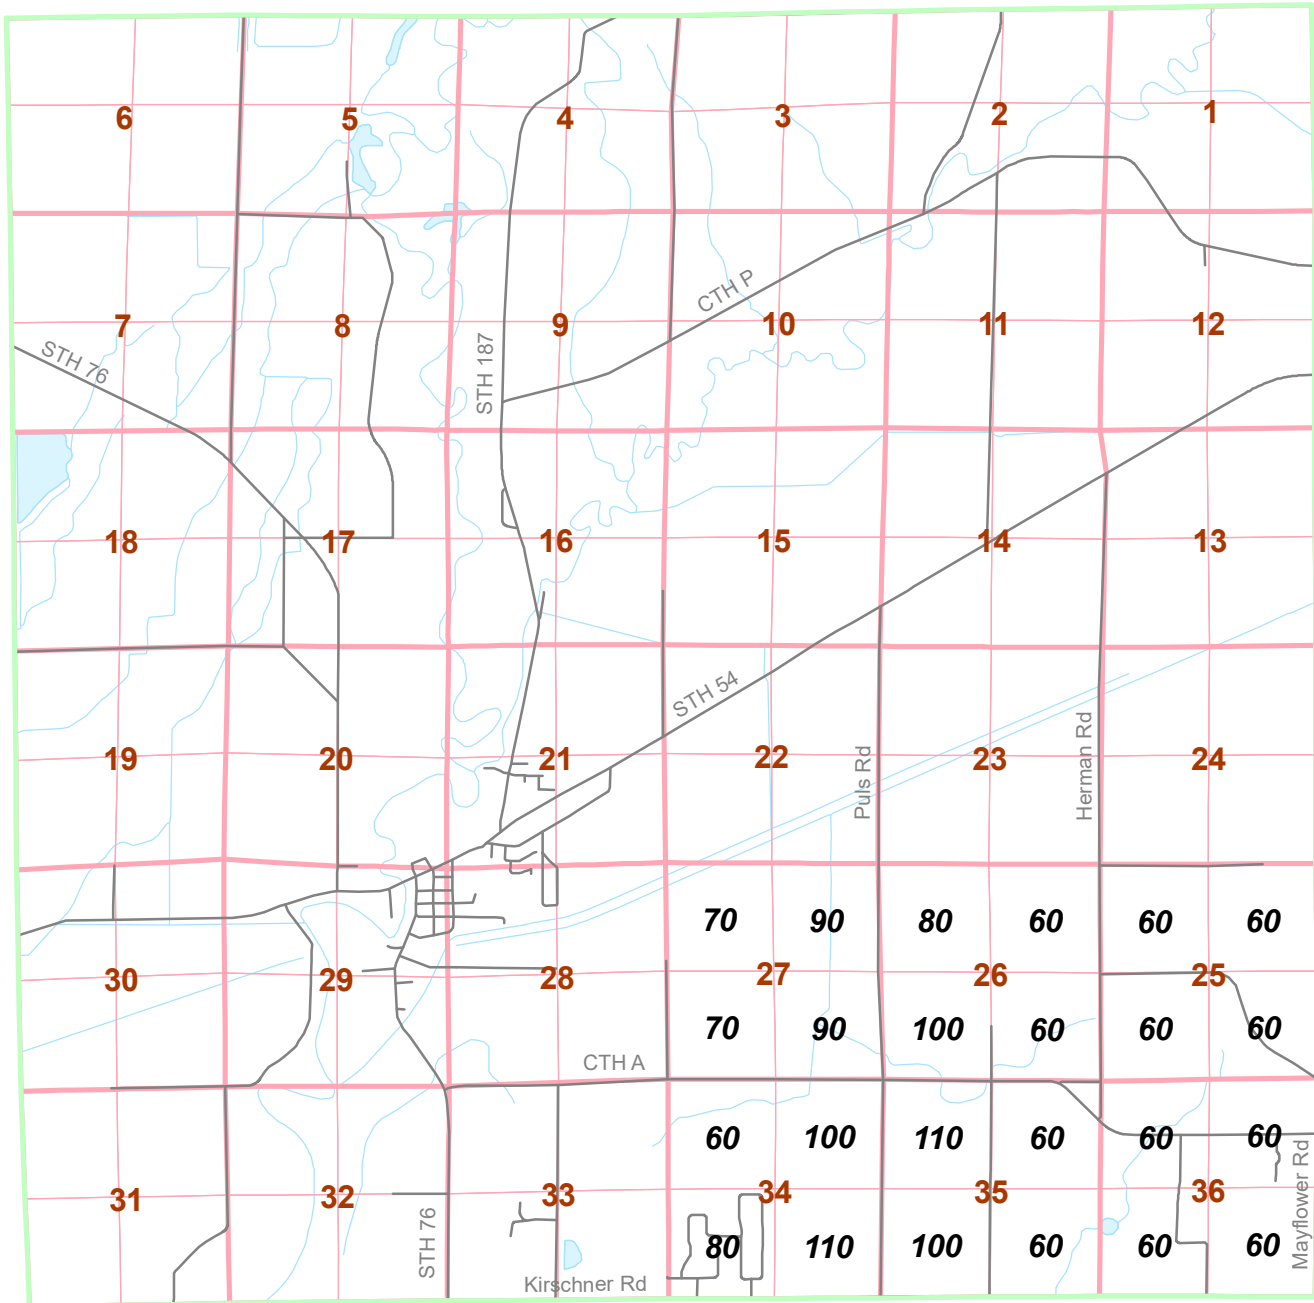 6 5 4 3 2 1
CTH P
7 8 9 10 11 12
STH 76
STH 187
18 17 16 15 14 13
STH 54
19 20 21 22 23 24
Puls Rd
Herman Rd
70 90 80 60 60 60
30 29 28 27 26 25
70 90 100 60 60 60
CTH A
60 100 110 60 60 60
31 32 33 34 35 36
Mayflower Rd
STH 76
80 110 100 60 60 60
Kirschner Rd